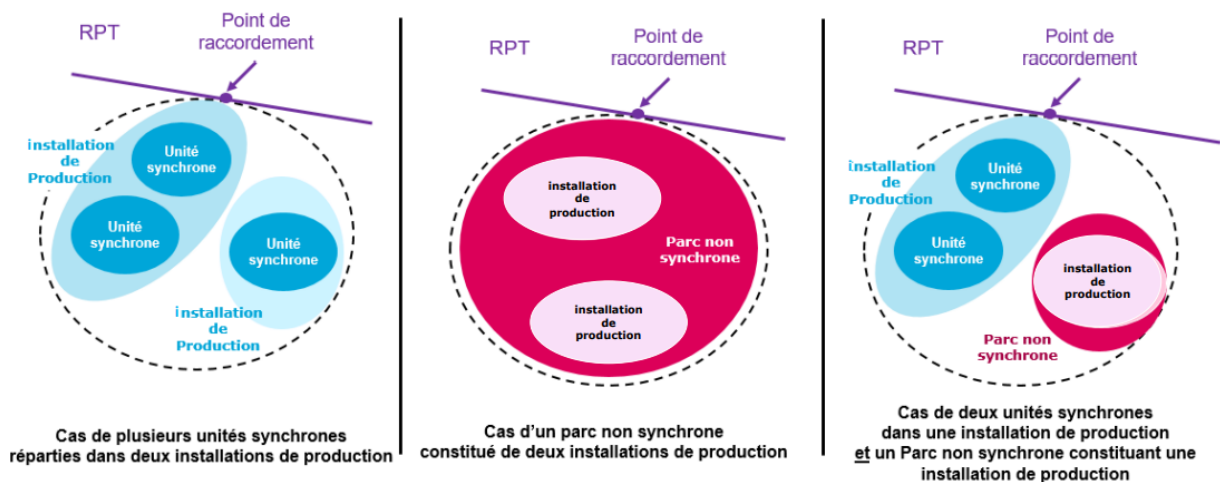 RPT
Point de
raccordement
installation
de
Production
Unité
synchrone
Unité
synchrone
Unité
synchrone
installation
de
Production
Cas de plusieurs unités synchrones
réparties dans deux installations de production
RPT
Point de
raccordement
installation
de
production
Parc non
synchrone
installation
de
production
Cas d'un parc non synchrone
constitué de deux installations de production
RPT
Point de
raccordement
installation
de
Production
Unité
synchrone
Unité
synchrone
installation
de
production
Parc non
synchrone
Cas de deux unités synchrones
dans une installation de production
et un Parc non synchrone constituant une
installation de production